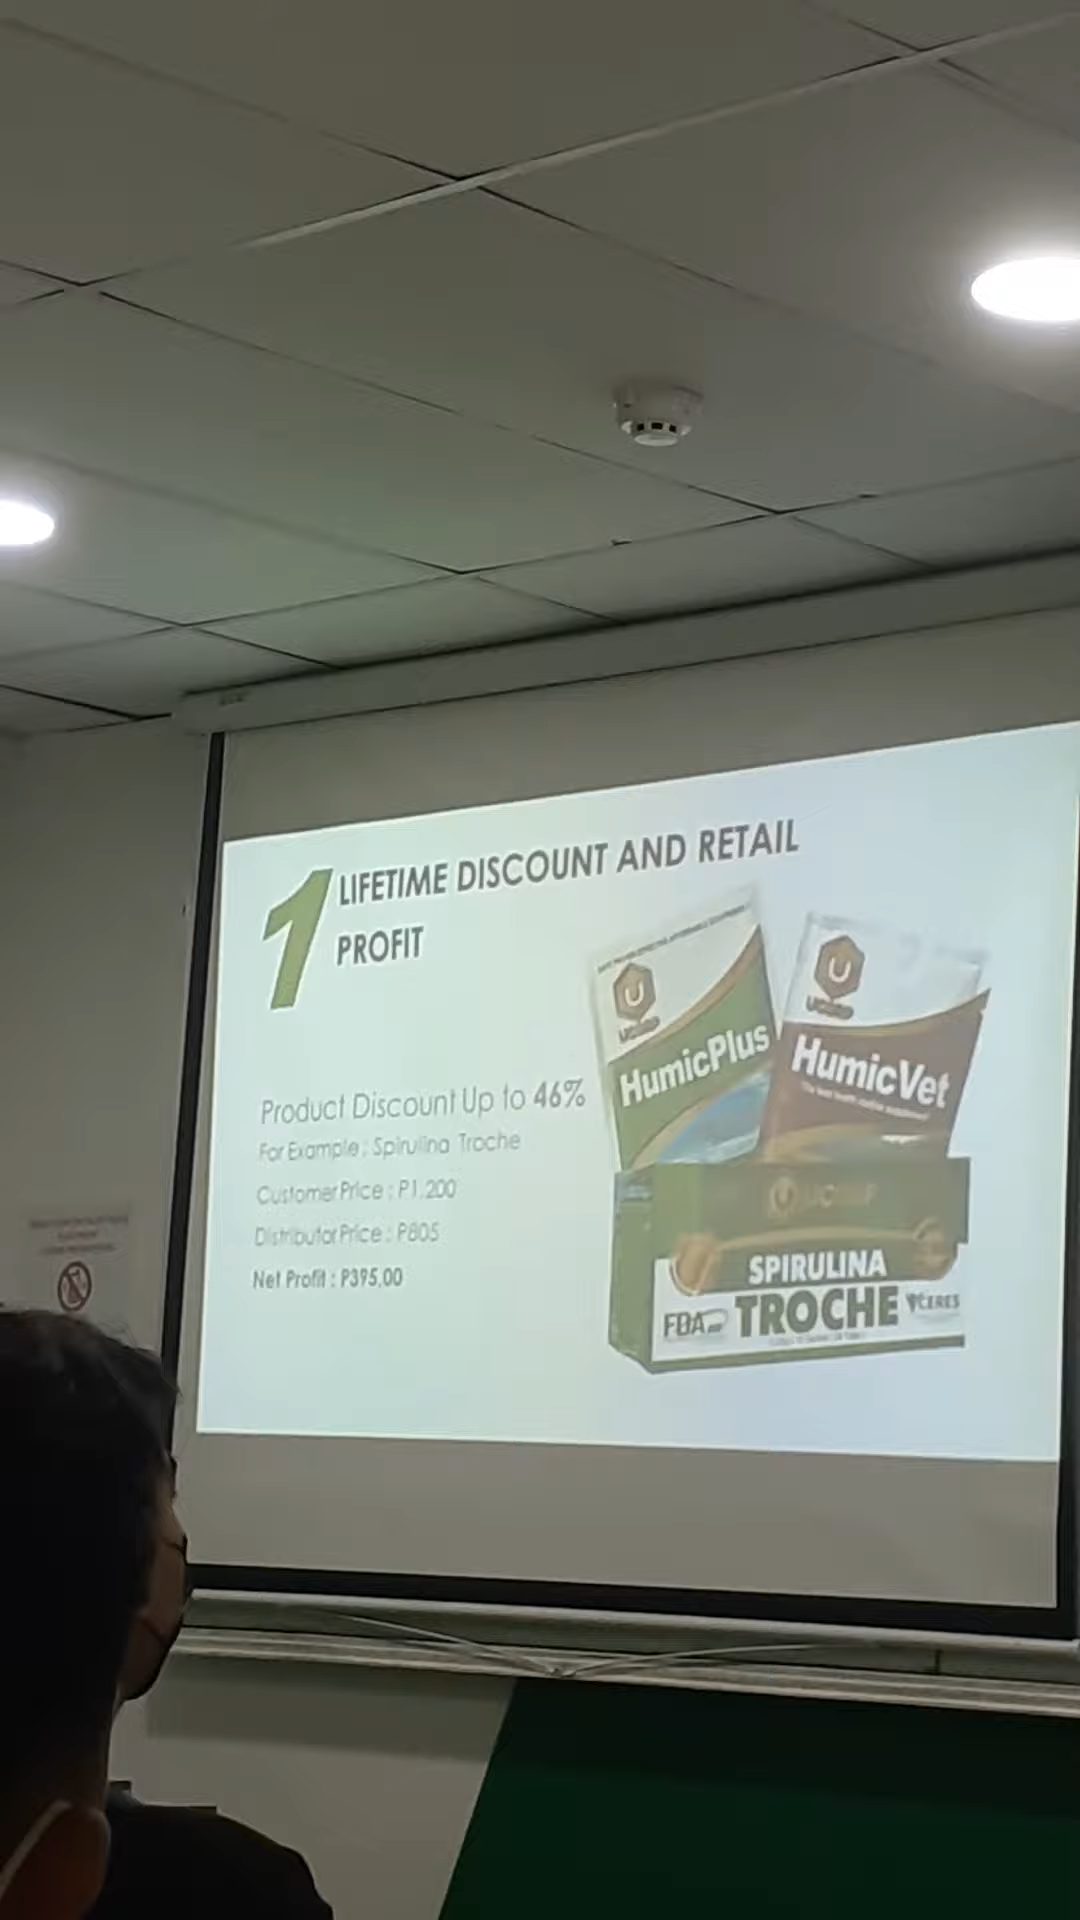 1
LIFETIME DISCOUNT AND RETAIL
PROFIT
Product Discount Up to 46%
For Example : Spirulina Troche
Customer Price : P1,200
Distributor Price : P805
Net Profit : P395.00
U
HumicPlus
U
HumicVet
SPIRULINA
FDA TROCHE CERES